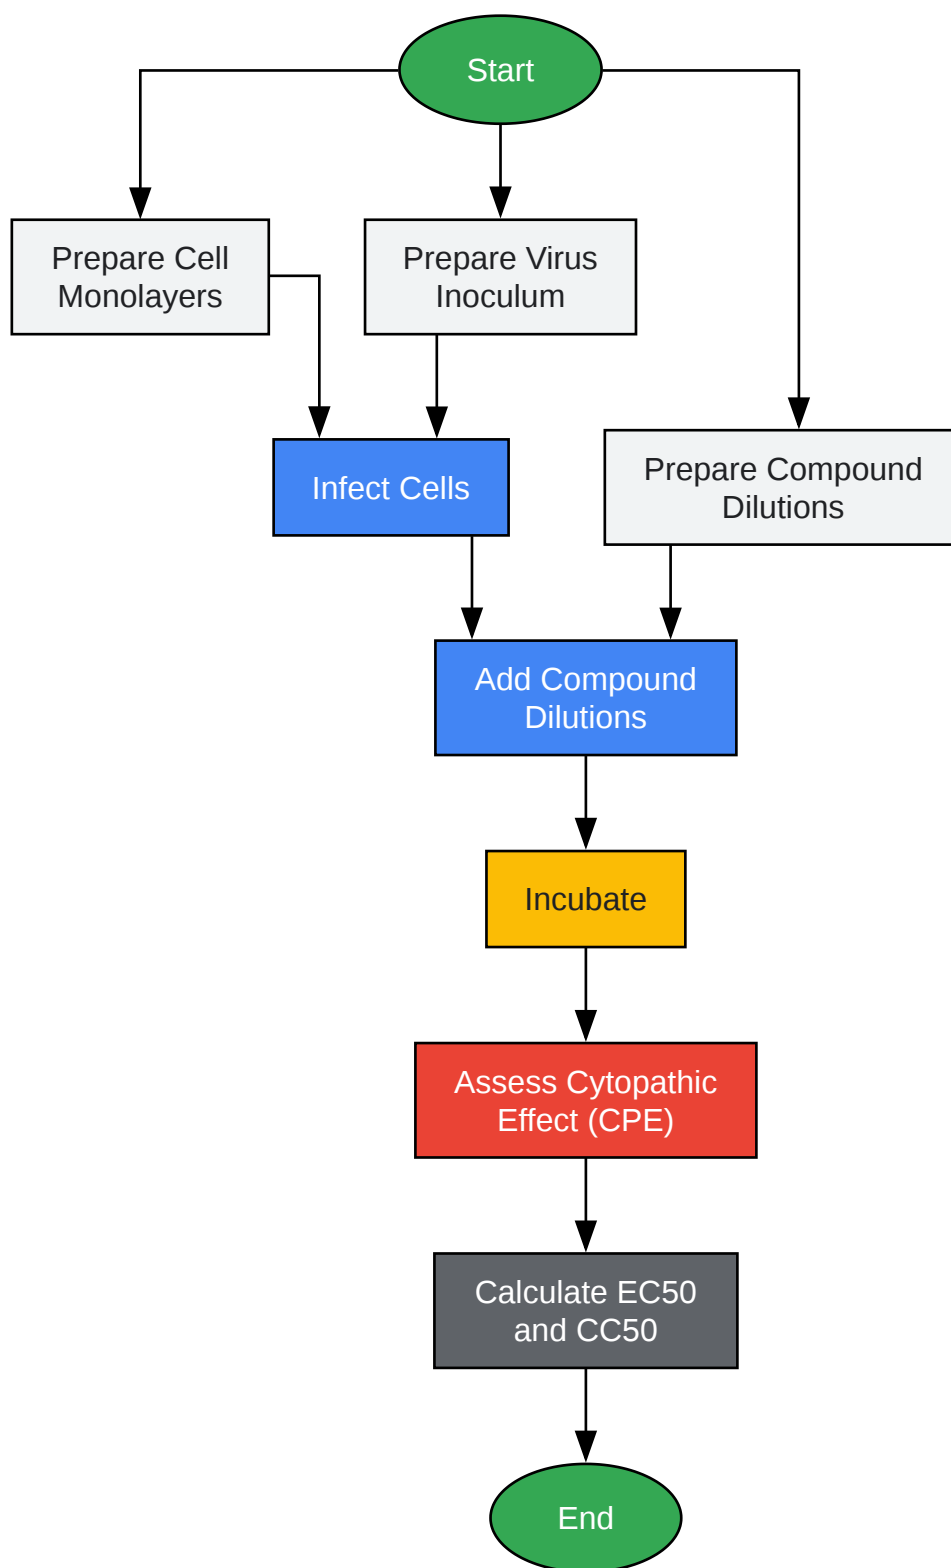 Start
Prepare Cell
Monolayers
Prepare Virus
Inoculum
Infect Cells
Prepare Compound
Dilutions
Add Compound
Dilutions
Incubate
Assess Cytopathic
Effect (CPE)
Calculate EC50
and CC50
End